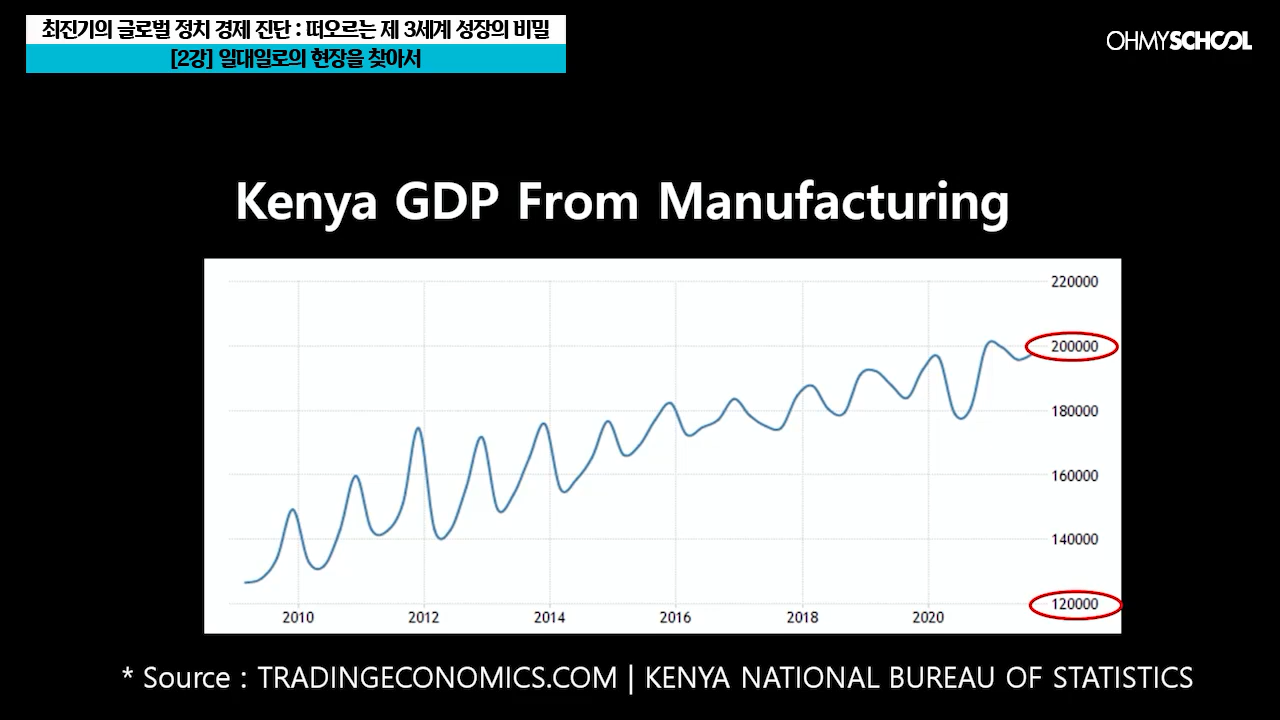 최진기의 글로벌 정치 경제 진단 : 떠오르는 제 3세계 성장의 비밀
OHMYSCHOOL
[2강] 일대일로의 현장을 찾아서
Kenya GDP From Manufacturing
220000
200000
180000
160000
140000
120000
2010 2012 2014 2016 2018 2020
* Source : TRADINGECONOMICS.COM | KENYA NATIONAL BUREAU OF STATISTICS